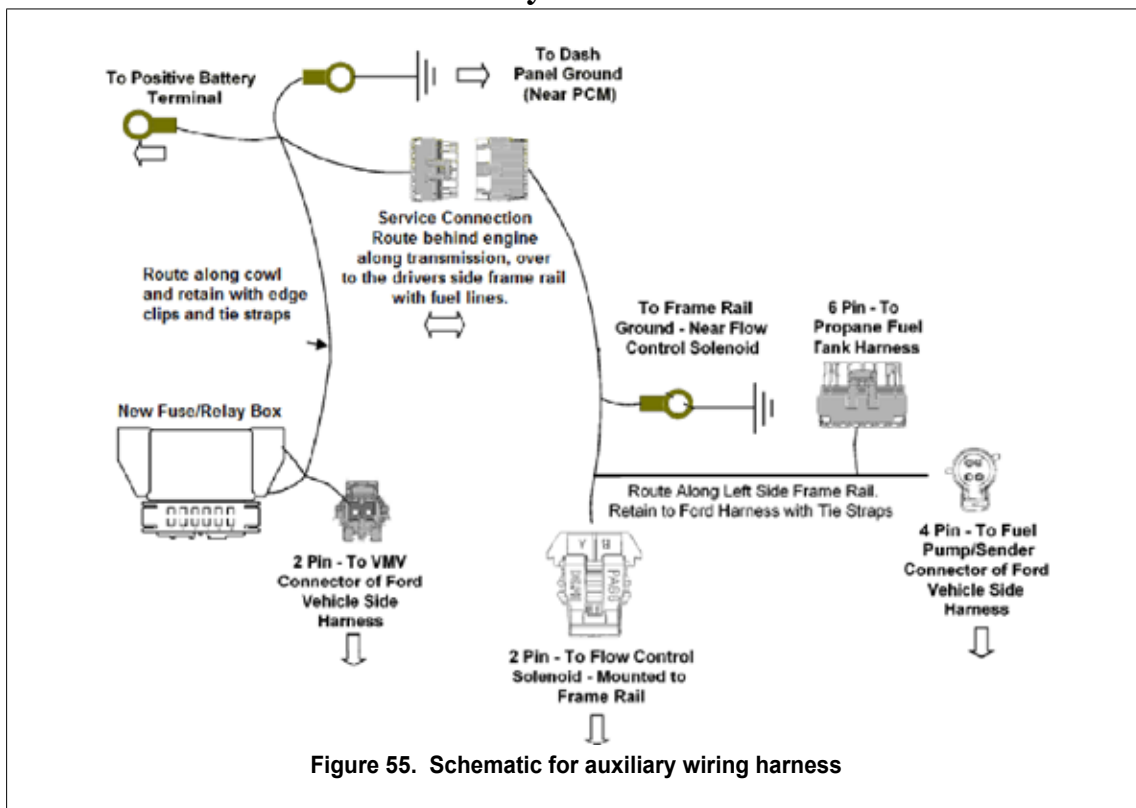 To Positive Battery
Terminal
To Dash
Panel Ground
(Near PCM)
Service Connection
Route behind engine
along transmission, over
to the drivers side frame rail
with fuel lines.
Route along cowl
and retain with edge
clips and tie straps
To Frame Rail
Ground - Near Flow
Control Solenoid
6 Pin - To
Propane Fuel
Tank Harness
New Fuse/Relay Box
Route Along Left Side Frame Rail.
Retain to Ford Harness with Tie Straps
2 Pin - To VMV
Connector of Ford
Vehicle Side
Harness
A B
4 Pin - To Fuel
Pump/Sender
Connector of Ford
Vehicle Side
Harness
2 Pin - To Flow Control
Solenoid - Mounted to
Frame Rail
Figure 55. Schematic for auxiliary wiring harness